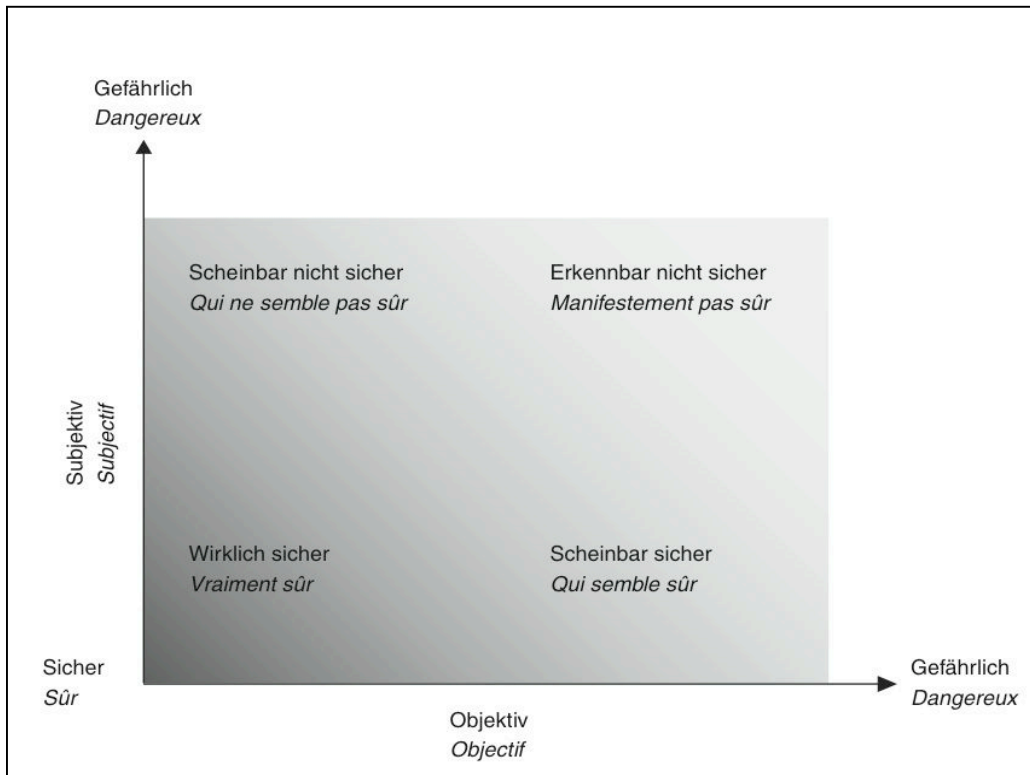 Gefährlich
Dangereux
Scheinbar nicht sicher
Qui ne semble pas sûr
Erkennbar nicht sicher
Manifestement pas sûr
Subjektiv
Subjectif
Wirklich sicher
Vraiment sûr
Scheinbar sicher
Qui semble sûr
Sicher
Sûr
Gefährlich
Dangereux
Objektiv
Objectif